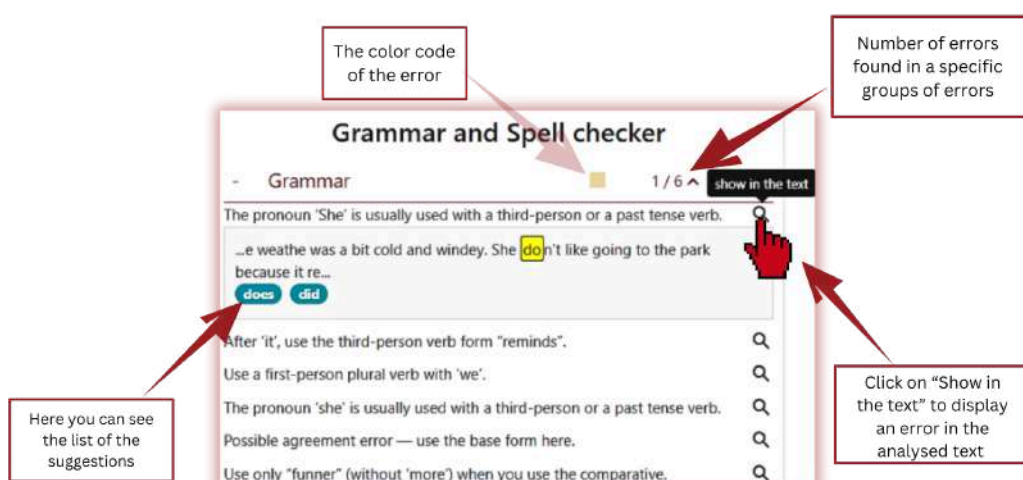 The color code
of the error
Number of errors
found in a specific
groups of errors
Grammar and Spell checker
- Grammar
1 / 6
show in the text
The pronoun 'She' is usually used with a third-person or a past tense verb.
...e weathe was a bit cold and windey. She don't like going to the park
because it re...
does did
After 'it', use the third-person verb form "reminds".
Use a first-person plural verb with 'we'.
The pronoun 'she' is usually used with a third-person or a past tense verb.
Possible agreement error — use the base form here.
Use only "funner" (without 'more') when you use the comparative.
Here you can see
the list of the
suggestions
Click on “Show in
the text” to display
an error in the
analysed text